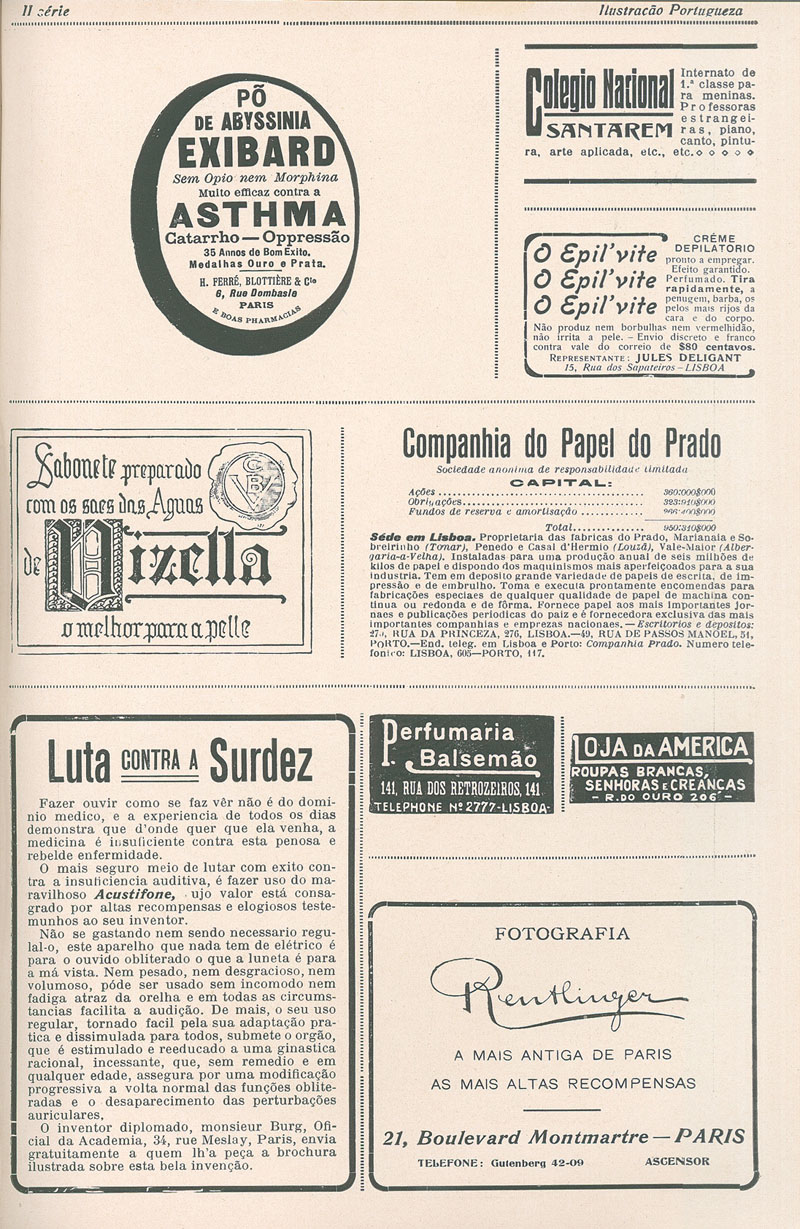 II série
Ilustração Portugueza
PÕ
DE ABYSSINIA
EXIBARD
Sem Opio nem Morphina
Muito efficaz contra a
ASTHMA
Catarrho — Oppressão
35 Annos de Bom Exito.
Medalhas Ouro e Prata.
H. FERRÉ, BLOTTIÈRE & Cie
6, Rue Dombasle
PARIS
E BOAS PHARMACIAS
Colegio Nacional
SANTAREM
Internato de
1.ª classe pa-
ra meninas.
Professoras
estrangei-
ras, piano,
canto, pintu-
ra, arte aplicada, etc., etc.
O Epil'vite
O Epil'vite
O Epil'vite
CRÉME
DEPILATORIO
pronto a empregar.
Efeito garantido.
Perfumado. Tira
rapidamente, a
penugem, barba, os
pelos mais rijos da
cara e do corpo.
Não produz nem borbulhas nem vermelhidão,
não irrita a pele. - Envio discreto e franco
contra vale do correio de $80 centavos.
REPRESENTANTE: JULES DELIGANT
15, Rua dos Sapateiros - LISBOA
Sabonete preparado
com os saes das Aguas
de Vizella
o melhor para a pelle
Companhia do Papel do Prado
Sociedade anonima de responsabilidade limitada
CAPITAL:
Ações ........ 360:000$000
Obrigações ........ 323:910$000
Fundos de reserva e amortisação ........ 266:400$000
Total ........ 950:310$000
Séde em Lisboa. Proprietaria das fabricas do Prado, Marianaia e So-
breirinho (Tomar), Penedo e Casal d'Hermio (Louzã), Vale-Maior (Alber-
garia-a-Velha). Instaladas para uma produção anual de seis milhões de
kilos de papel e dispondo dos maquinismos mais aperfeiçoados para a sua
industria. Tem em deposito grande variedade de papeis de escrita, de im-
pressão e de embrulho. Toma e executa prontamente encomendas para
fabricações especiaes de qualquer qualidade de papel de machina con-
tinua ou redonda e de fôrma. Fornece papel aos mais importantes jor-
naes e publicações periodicas do paiz e é fornecedora exclusiva das mais
importantes companhias e emprezas nacionaes. — Escritorios e depositos:
RUA DA PRINCEZA, 276, LISBOA.—49, RUA DE PASSOS MANOEL, 51,
PORTO.—End. teleg. em Lisboa e Porto: Companhia Prado. Numero tele-
fonico: LISBOA, 605—PORTO, 117.
Luta CONTRA A Surdez
Fazer ouvir como se faz vêr não é do domi-
nio medico, e a experiencia de todos os dias
demonstra que d'onde quer que ela venha, a
medicina é insuficiente contra esta penosa e
rebelde enfermidade.
O mais seguro meio de lutar com exito con-
tra a insuficiencia auditiva, é fazer uso do ma-
ravilhoso Acustifone, ujo valor está consa-
grado por altas recompensas e elogiosos teste-
munhos ao seu inventor.
Não se gastando nem sendo necessario regu-
lal-o, este aparelho que nada tem de elétrico é
para o ouvido obliterado o que a luneta é para
a má vista. Nem pesado, nem desgracioso, nem
volumoso, póde ser usado sem incomodo nem
fadiga atraz da orelha e em todas as circums-
tancias facilita a audição. De mais, o seu uso
regular, tornado facil pela sua adaptação pra-
tica e dissimulada para todos, submete o orgão,
que é estimulado e reeducado a uma ginastica
racional, incessante, que, sem remedio e em
qualquer edade, assegura por uma modificação
progressiva a volta normal das funções oblite-
radas e o desaparecimento das perturbações
auriculares,
O inventor diplomado, monsieur Burg, Ofi-
cial da Academia, 34, rue Meslay, Paris, envia
gratuitamente a quem lh'a peça a brochura
ilustrada sobre esta bela invenção.
Perfumaria
Balsemão
141, RUA DOS RETROZEIROS, 141
TELEPHONE Nº 2777-LISBOA
LOJA DA AMERICA
ROUPAS BRANCAS,
SENHORAS e CREANÇAS
- R. DO OURO 206 -
FOTOGRAFIA
Reutlinger
A MAIS ANTIGA DE PARIS
AS MAIS ALTAS RECOMPENSAS
21, Boulevard Montmartre — PARIS
TELEFONE: Gutenberg 42-09
ASCENSOR